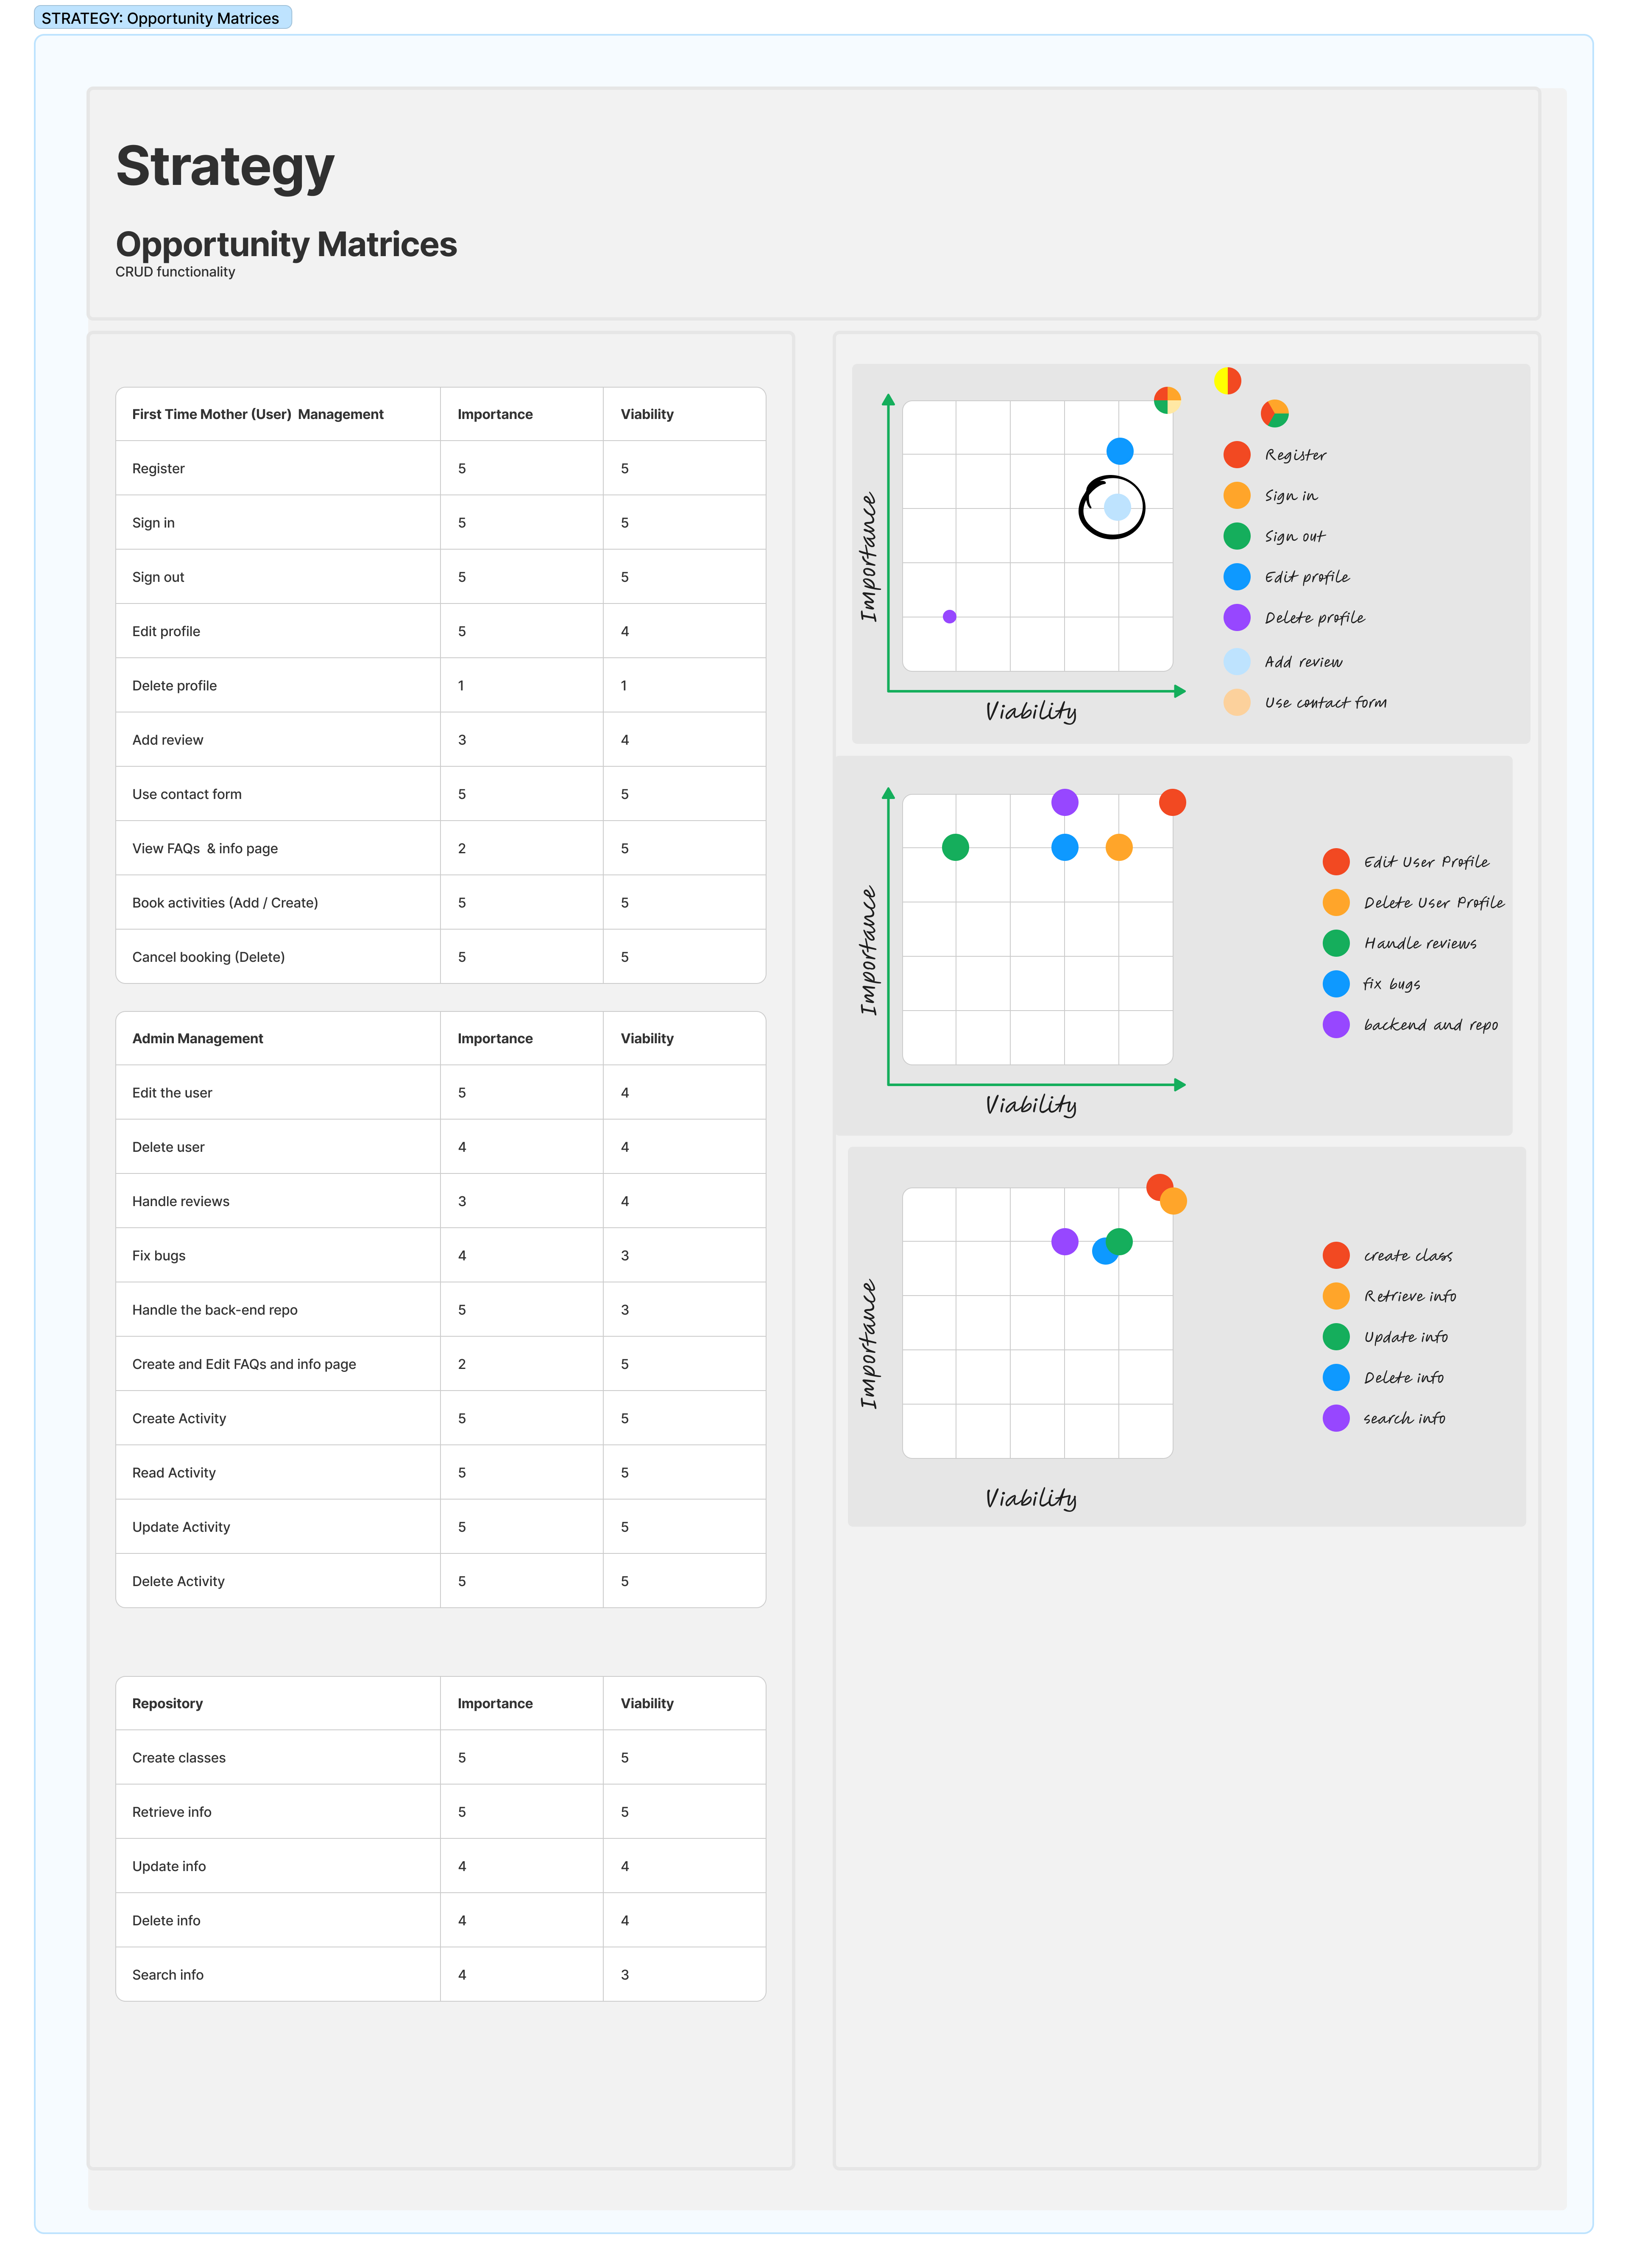 STRATEGY: Opportunity Matrices
Strategy
Opportunity Matrices
CRUD functionality
First Time Mother (User) Management Importance Viability
Register 5 5
Sign in 5 5
Sign out 5 5
Edit profile 5 4
Delete profile 1 1
Add review 3 4
Use contact form 5 5
View FAQs & info page 2 5
Book activities (Add / Create) 5 5
Cancel booking (Delete) 5 5
Admin Management Importance Viability
Edit the user 5 4
Delete user 4 4
Handle reviews 3 4
Fix bugs 4 3
Handle the back-end repo 5 3
Create and Edit FAQs and info page 2 5
Create Activity 5 5
Read Activity 5 5
Update Activity 5 5
Delete Activity 5 5
Repository Importance Viability
Create classes 5 5
Retrieve info 5 5
Update info 4 4
Delete info 4 4
Search info 4 3
Importance
Viability
Register
Sign in
Sign out
Edit profile
Delete profile
Add review
Use contact form
Importance
Viability
Edit User Profile
Delete User Profile
Handle reviews
fix bugs
backend and repo
Importance
Viability
create class
Retrieve info
Update info
Delete info
search info